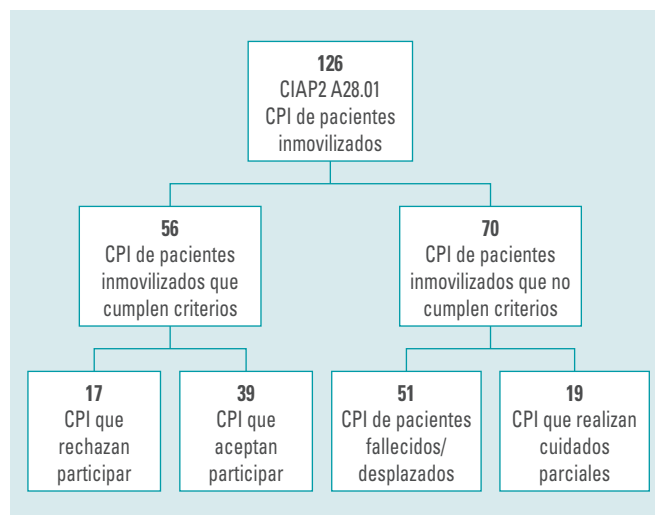 126
CIAP2 A28.01
CPI de pacientes
inmovilizados
56
CPI de pacientes
inmovilizados que
cumplen criterios
70
CPI de pacientes
inmovilizados que no
cumplen criterios
17
CPI que
rechazan
participar
39
CPI que
aceptan
participar
51
CPI de pacientes
fallecidos/
desplazados
19
CPI que realizan
cuidados
parciales